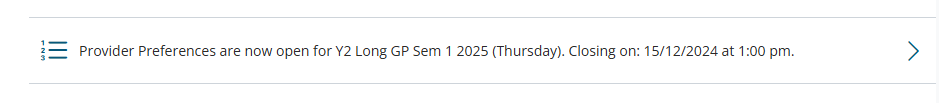 Provider Preferences are now open for Y2 Long GP Sem 1 2025 (Thursday). Closing on: 15/12/2024 at 1:00 pm.